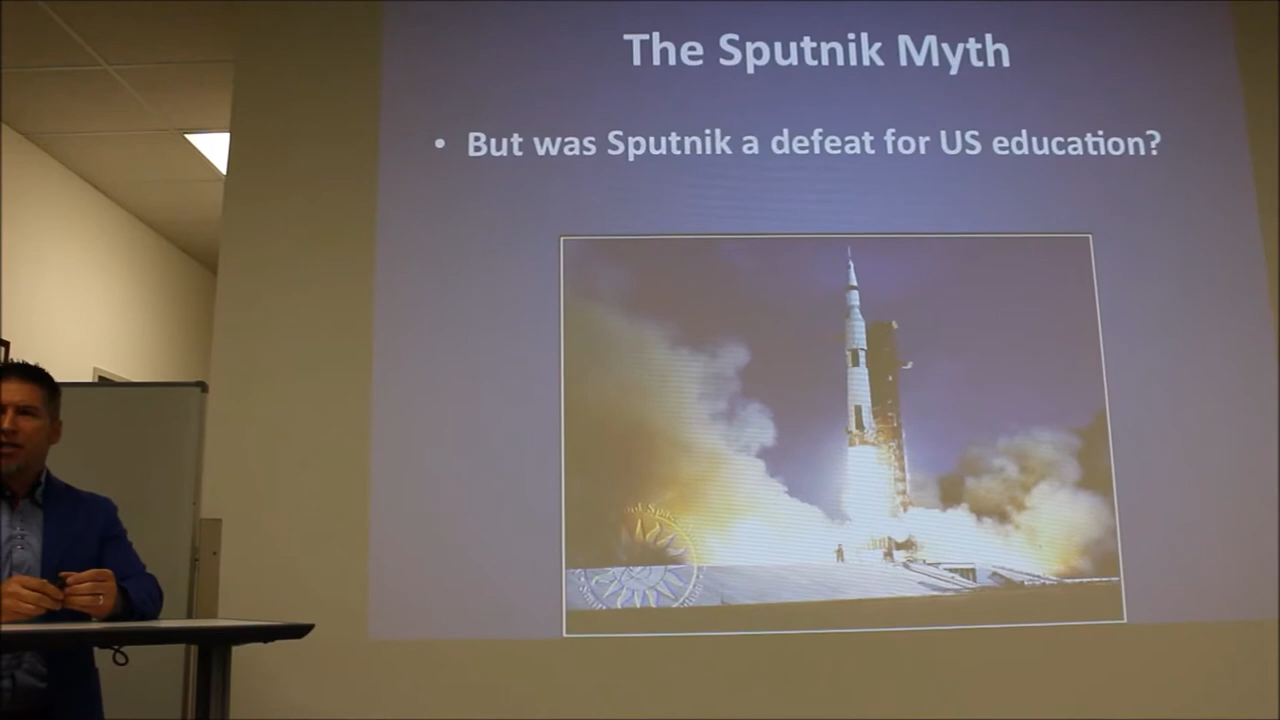 The Sputnik Myth
• But was Sputnik a defeat for US education?